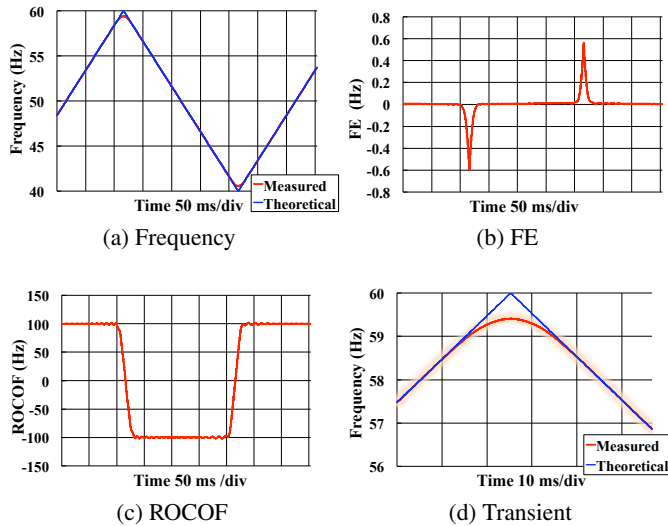 60
55
50
45
40
Frequency (Hz)
Measured
Theoretical
Time 50 ms/div
(a) Frequency
0.8
0.6
0.4
0.2
0
-0.2
-0.4
-0.6
-0.8
FE (Hz)
Time 50 ms/div
(b) FE
150
100
50
0
-50
-100
-150
ROCOF (Hz)
Time 50 ms /div
(c) ROCOF
60
59
58
57
56
Frequency (Hz)
Measured
Theoretical
Time 10 ms/div
(d) Transient